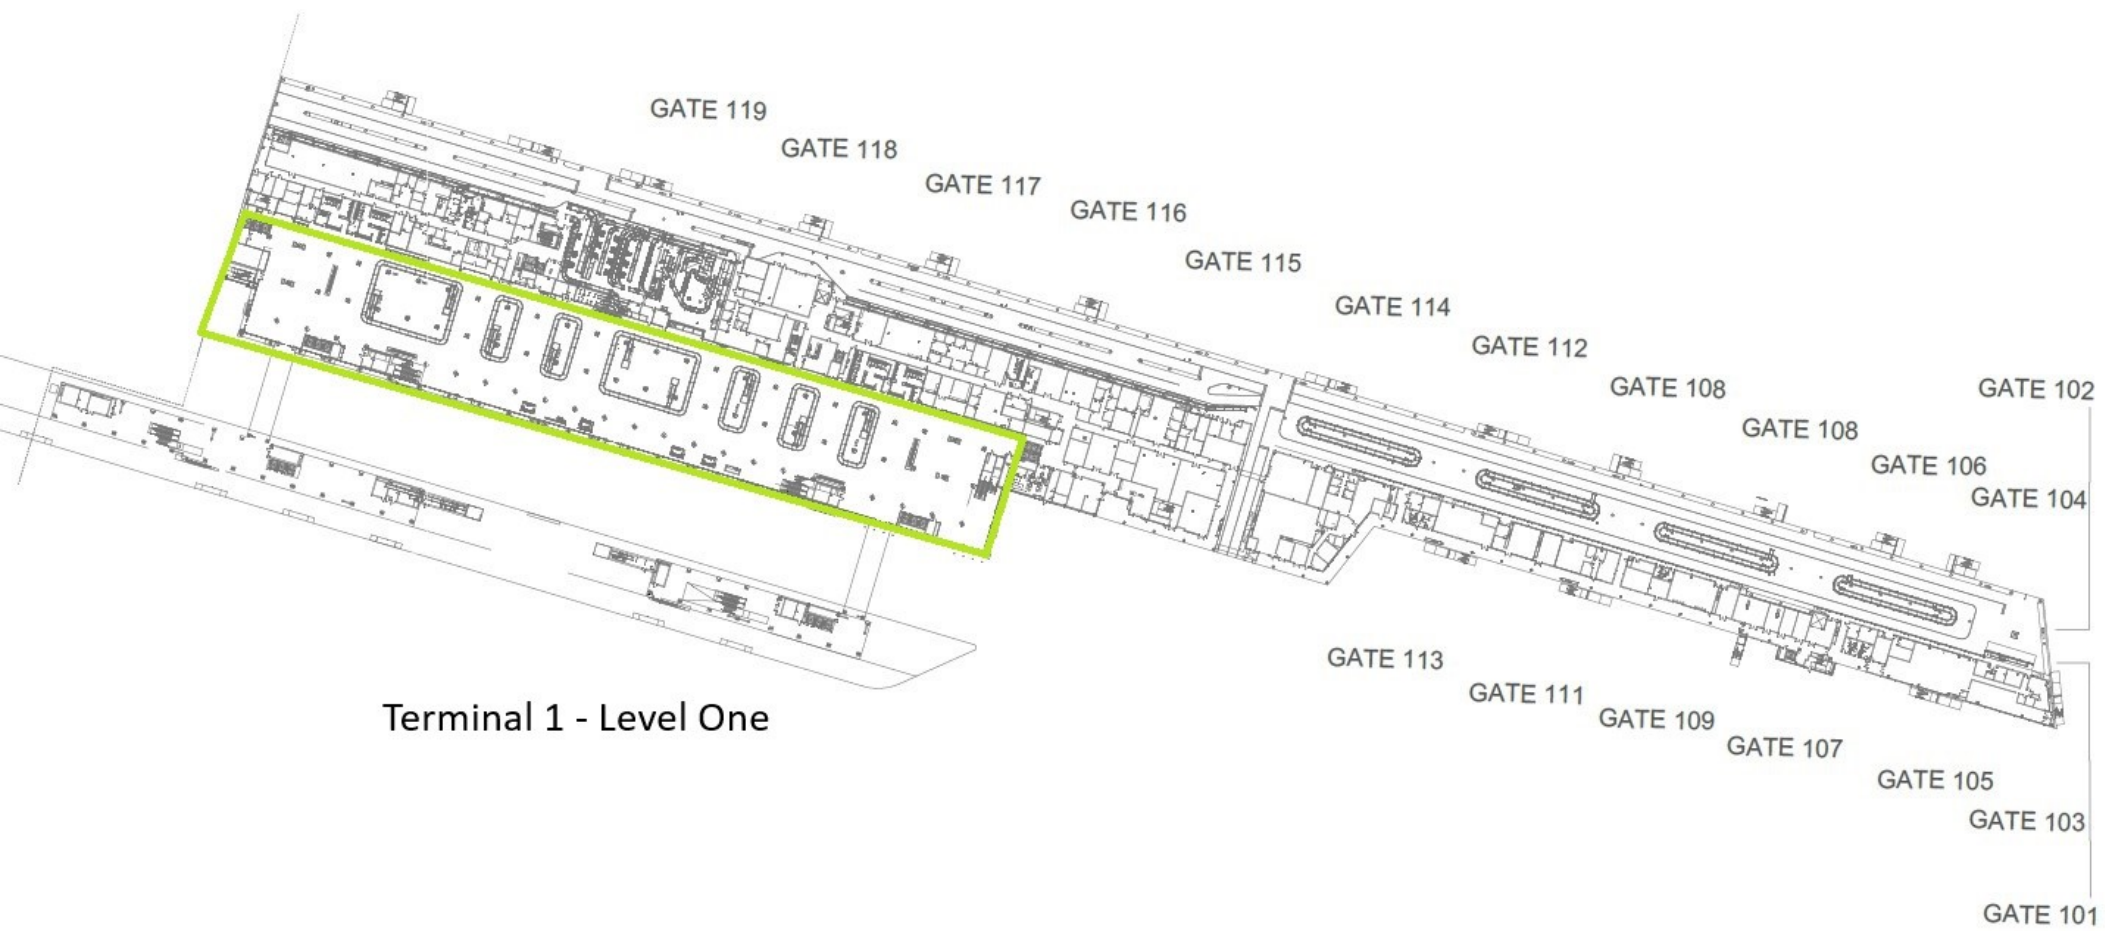 GATE 119
GATE 118
GATE 117
GATE 116
GATE 115
GATE 114
GATE 112
GATE 108
GATE 102
GATE 108
GATE 106
GATE 104
GATE 113
GATE 111
GATE 109
GATE 107
GATE 105
GATE 103
GATE 101
Terminal 1 - Level One